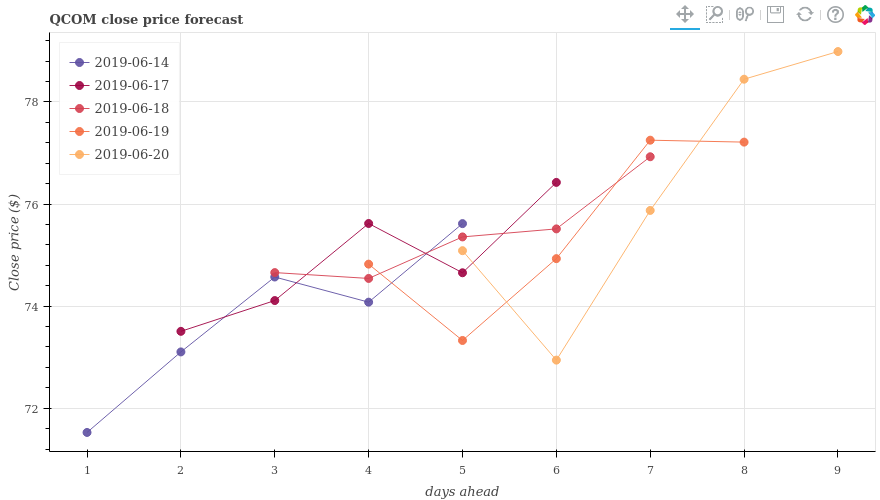 QCOM close price forecast
2019-06-14
2019-06-17
2019-06-18
2019-06-19
2019-06-20
Close price ($)
78
76
74
72
1 2 3 4 5 6 7 8 9
days ahead